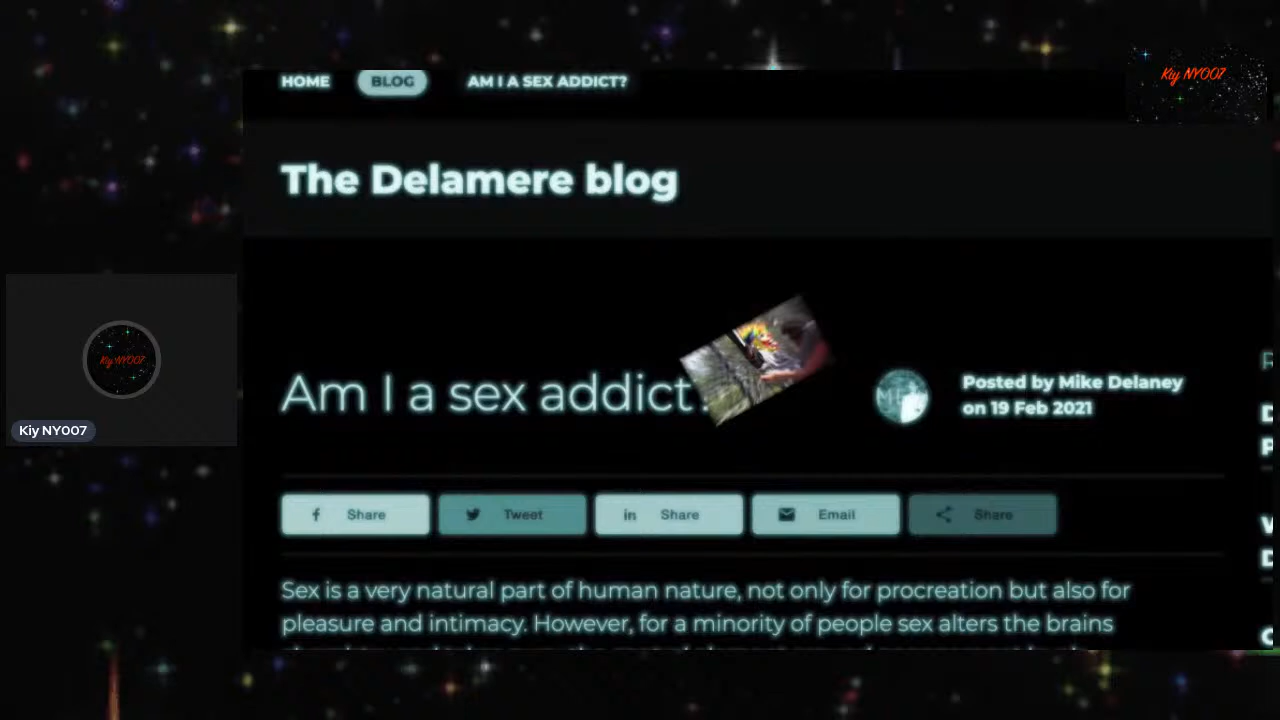 HOME BLOG AM I A SEX ADDICT?
Kiy NY007
The Delamere blog
Am I a sex addict
Posted by Mike Delaney
on 19 Feb 2021
Kiy NY007
Kiy NY007
Share Tweet Share Email Share
Sex is a very natural part of human nature, not only for procreation but also for
pleasure and intimacy. However, for a minority of people sex alters the brains